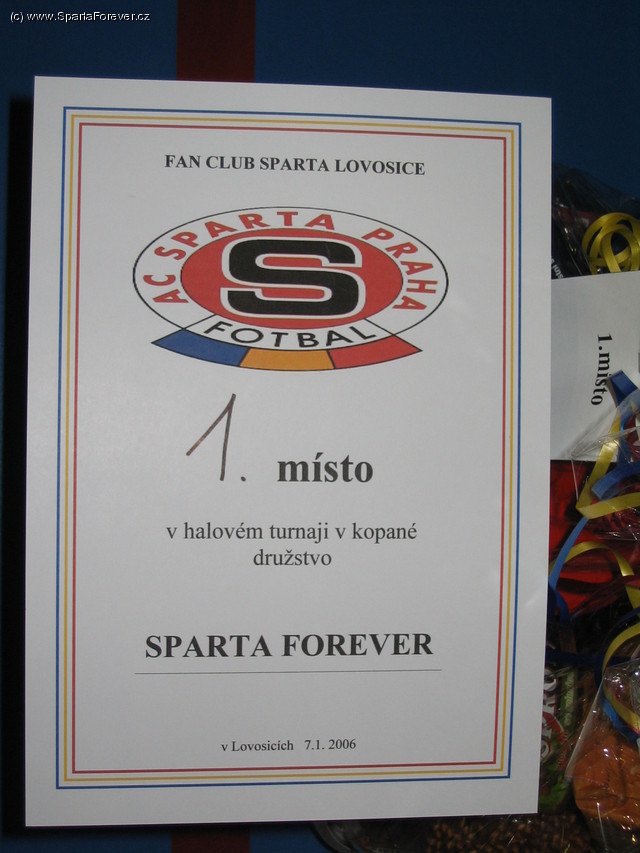 (c) www.SpartaForever.cz
FAN CLUB SPARTA LOVOSICE
AC SPARTA PRAHA
S
FOTBAL
1. místo
v halovém turnaji v kopané
družstvo
SPARTA FOREVER
v Lovosicích 7.1. 2006
1.místo